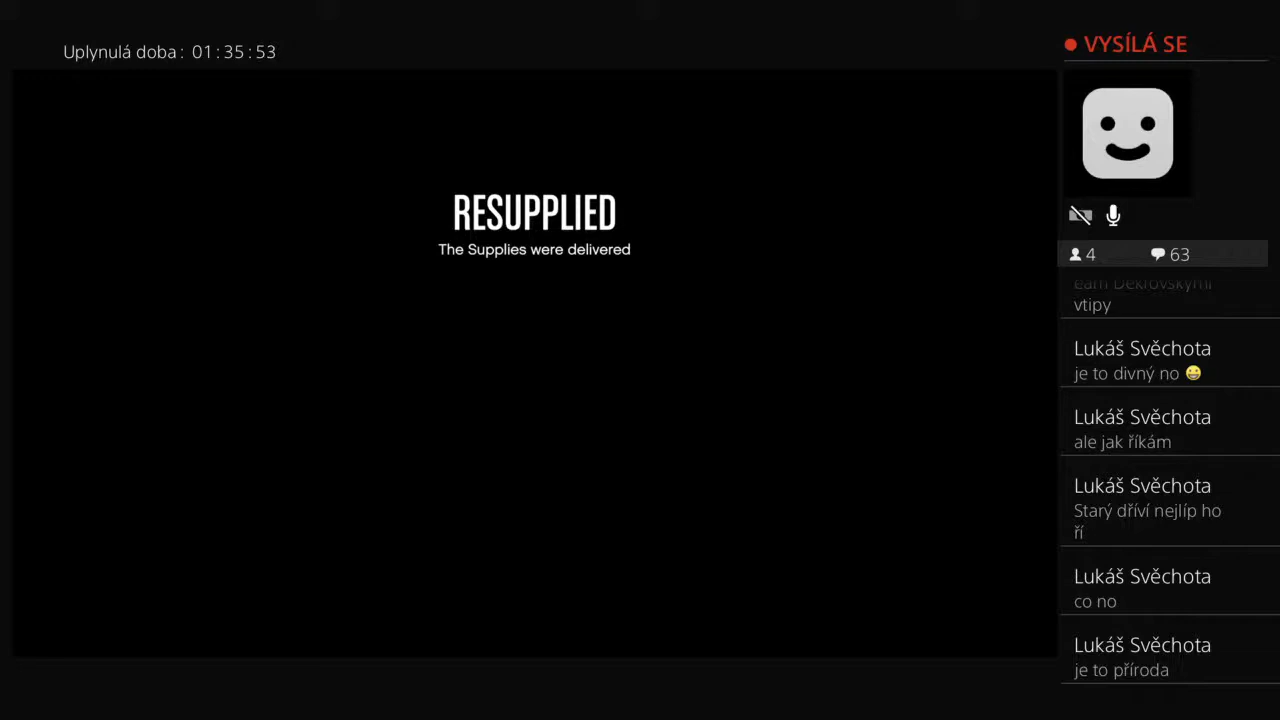 Uplynulá doba: 01:35:53
VYSÍLÁ SE
RESUPPLIED
The Supplies were delivered
4
63
eam Dekrovskými
vtipy
Lukáš Svěchota
je to divný no 😀
Lukáš Svěchota
ale jak říkám
Lukáš Svěchota
Starý dříví nejlíp ho
ří
Lukáš Svěchota
co no
Lukáš Svěchota
je to příroda